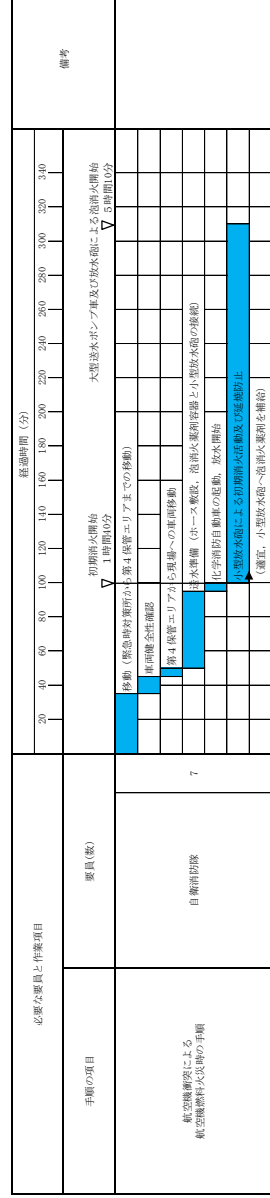 必要な要員と作業項目
経過時間（分）
備考
20 40 60 80 100 120 140 160 180 200 220 240 260 280 300 320 340
手順の項目
要員(数)
初期消火開始
1時間40分
大型送水ポンプ車及び放水砲による泡消火開始
5時間10分
航空機衝突による
航空機燃料火災時の手順
自衛消防隊
7
移動（緊急時対策所から第４保管エリアまでの移動）
車両健全性確認
第４保管エリアから現場への車両移動
送水準備（ホース敷設，泡消火薬剤容器と小型放水砲の接続）
化学消防自動車の起動，放水開始
小型放水砲による初期消火活動及び延焼防止
（適宜，小型放水砲へ泡消火薬剤を補給）